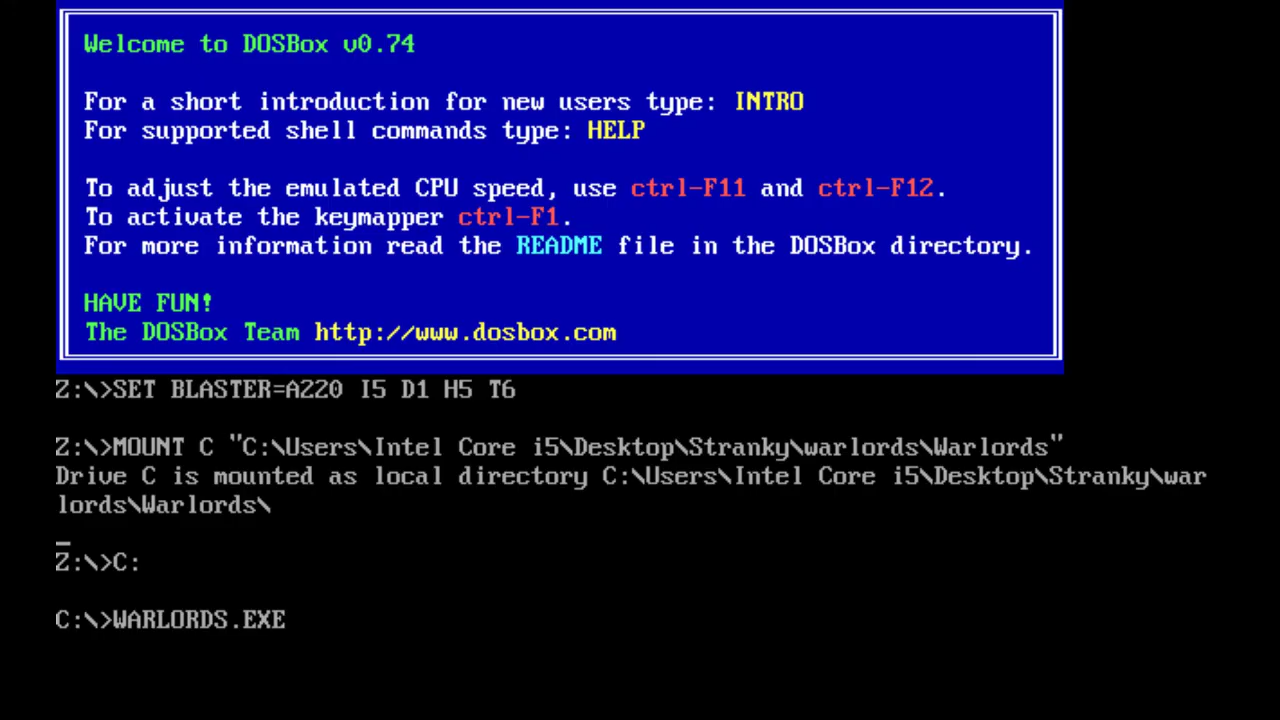 Welcome to DOSBox v0.74
For a short introduction for new users type: INTRO
For supported shell commands type: HELP
To adjust the emulated CPU speed, use ctrl-F11 and ctrl-F12.
To activate the keymapper ctrl-F1.
For more information read the README file in the DOSBox directory.
HAVE FUN!
The DOSBox Team http://www.dosbox.com
Z:\>SET BLASTER=A220 I5 D1 H5 T6
Z:\>MOUNT C "C:\Users\Intel Core i5\Desktop\Stranky\warlords\Warlords"
Drive C is mounted as local directory C:\Users\Intel Core i5\Desktop\Stranky\war
lords\Warlords\
Z:\>C:
C:\>WARLORDS.EXE